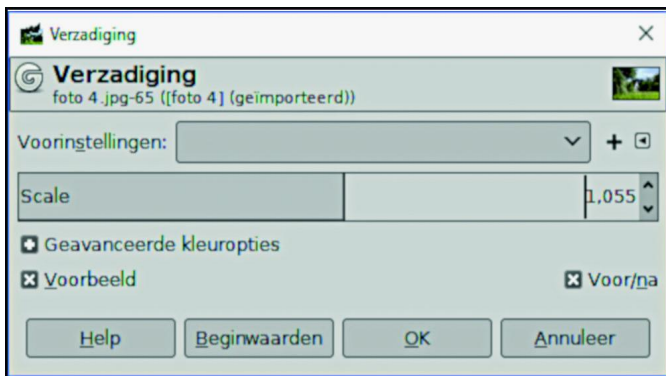 Verzadiging
Verzadiging
foto 4.jpg-65 ([foto 4] (geïmporteerd))
Voorinstellingen:
Scale 1,055
Geavanceerde kleuropties
Voorbeeld Voor/na
Help Beginwaarden OK Annuleer